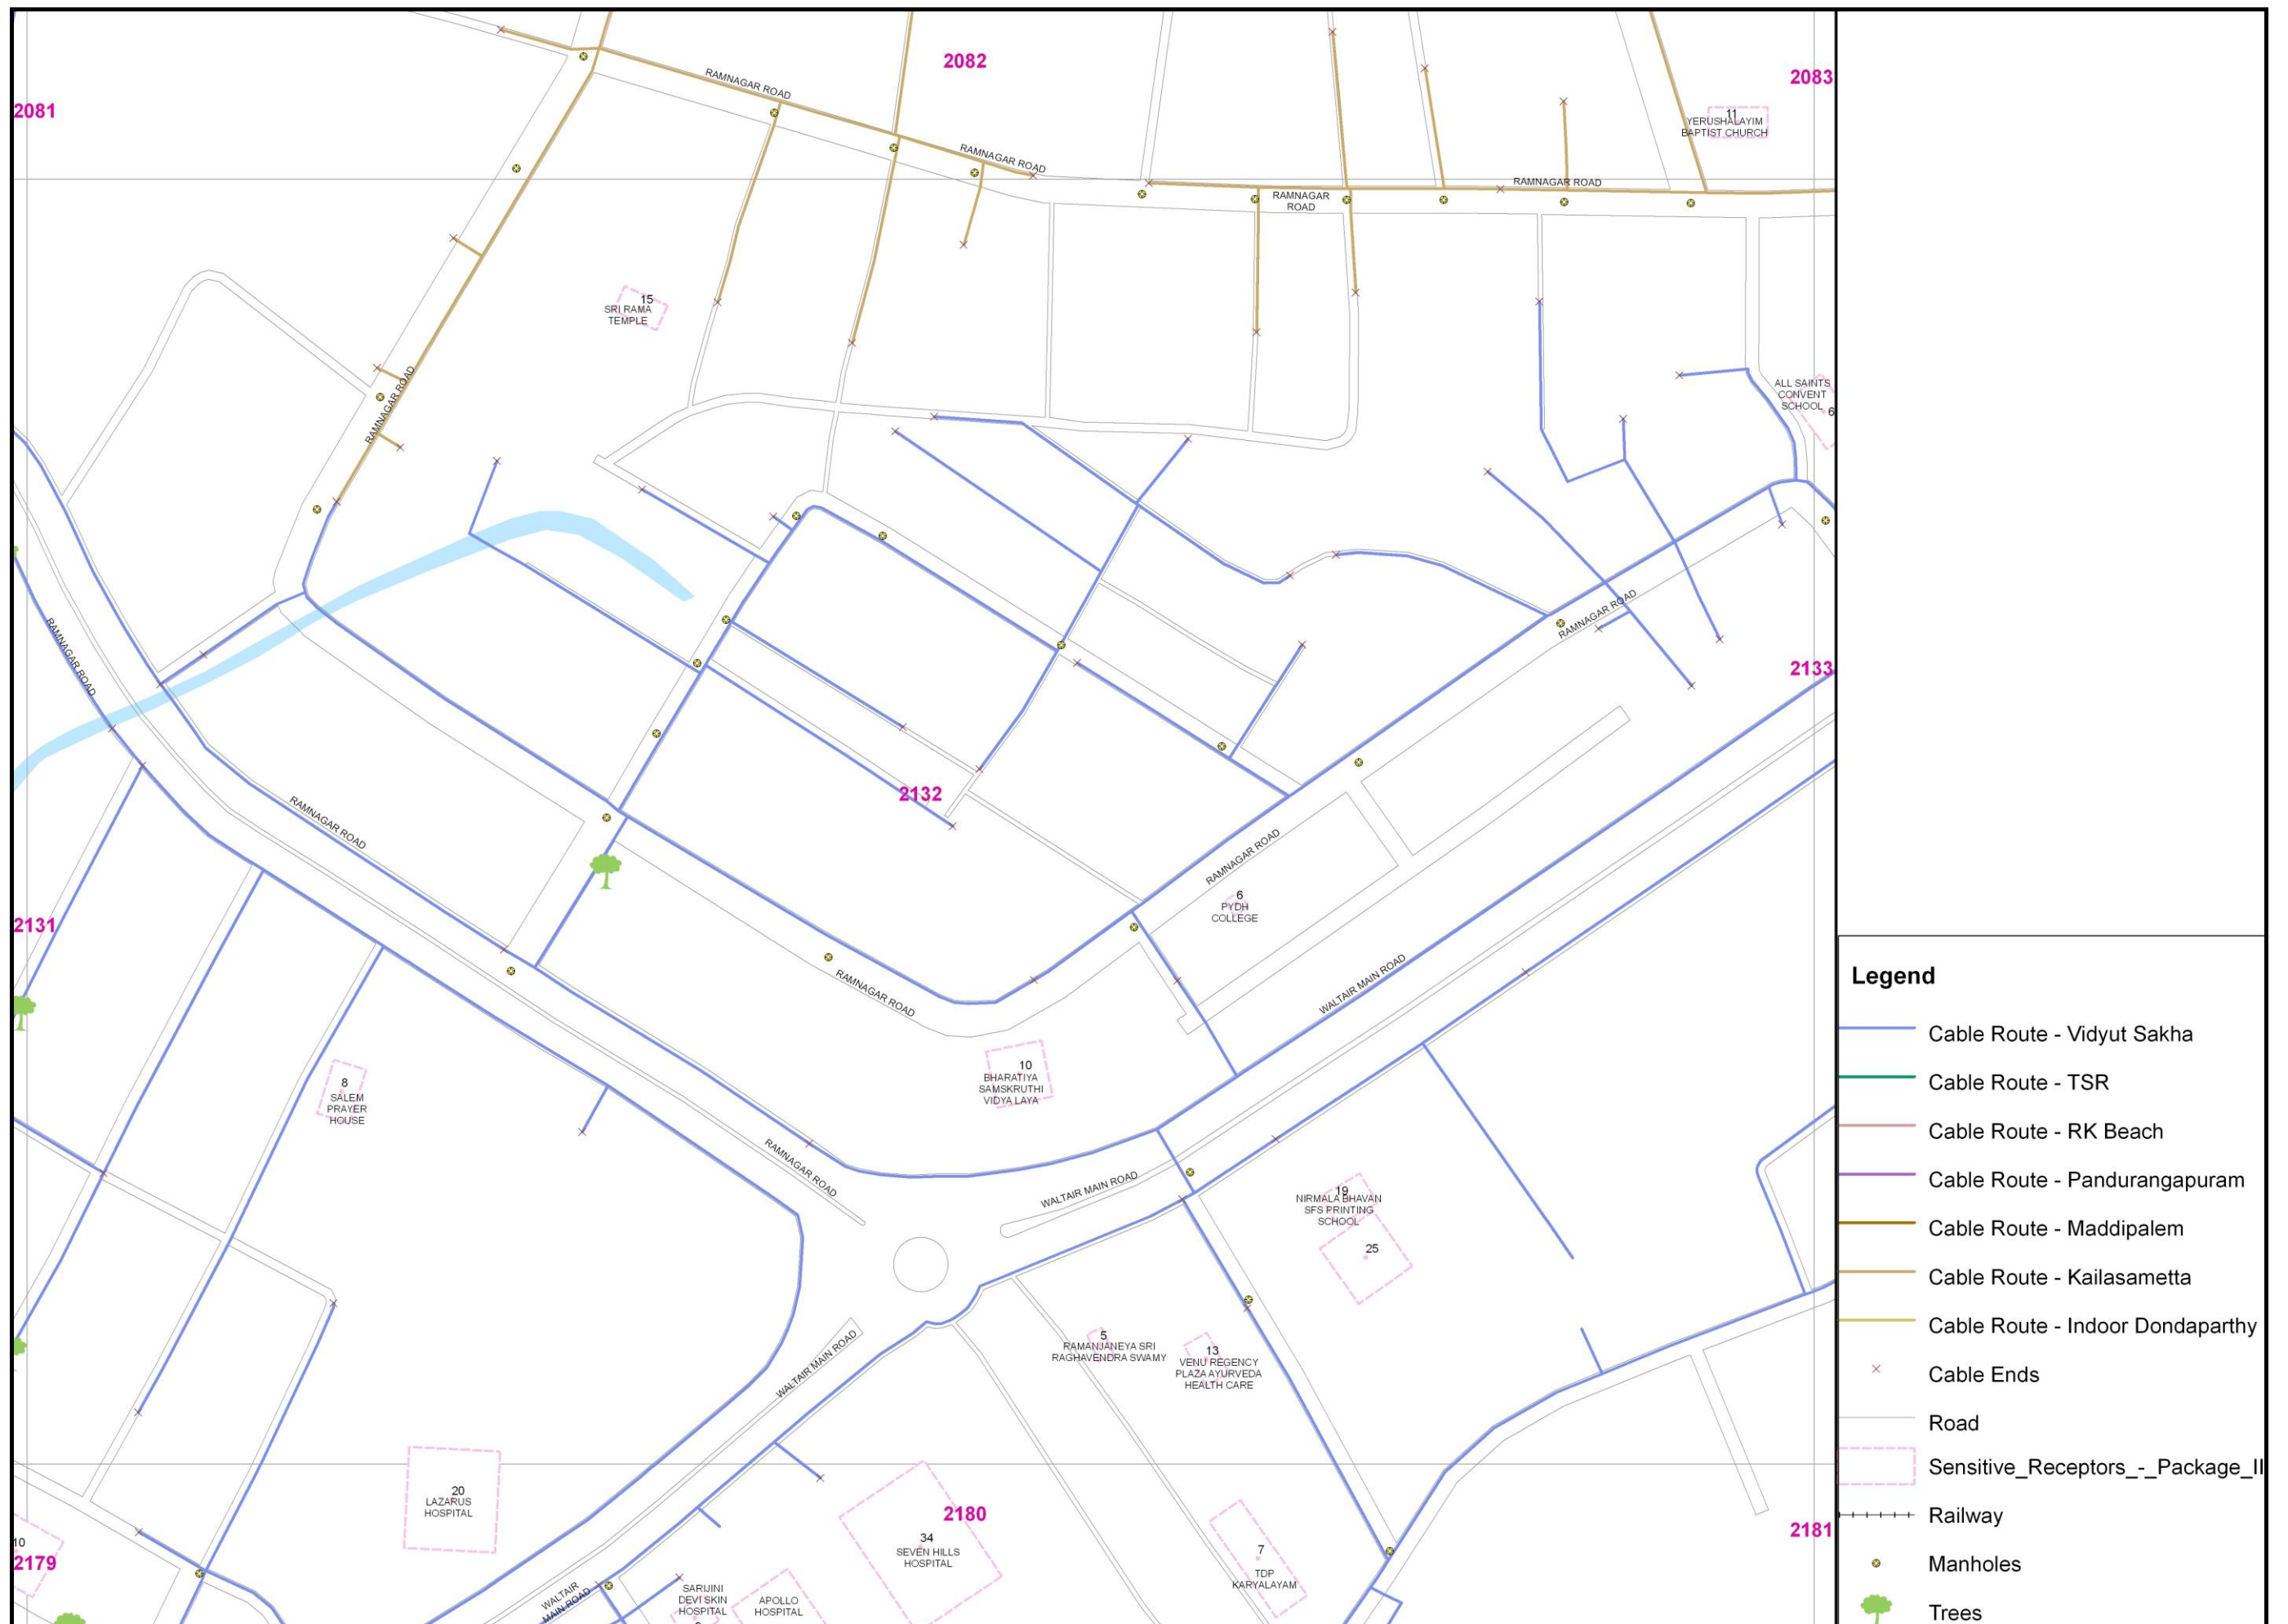 2082
2083
2081
RAMNAGAR ROAD
11
YERUSHALAYIM
BAPTIST CHURCH
RAMNAGAR ROAD
RAMNAGAR ROAD
RAMNAGAR
ROAD
15
SRI RAMA
TEMPLE
RAMNAGAR ROAD
ALL SAINTS
CONVENT
SCHOOL
6
RAMNAGAR ROAD
RAMNAGAR ROAD
2133
2132
RAMNAGAR ROAD
RAMNAGAR ROAD
6
PYDH
COLLEGE
2131
RAMNAGAR ROAD
WALTAIR MAIN ROAD
10
BHARATIYA
SAMSKRUTHI
VIDYA LAYA
8
SALEM
PRAYER
HOUSE
RAMNAGAR ROAD
WALTAIR MAIN ROAD
19
NIRMALA BHAVAN
SFS PRINTING
SCHOOL
25
5
RAMANJANEYA SRI
RAGHAVENDRA SWAMY
13
VENU REGENCY
PLAZA AYURVEDA
HEALTH CARE
WALTAIR MAIN ROAD
20
LAZARUS
HOSPITAL
2180
2181
34
SEVEN HILLS
HOSPITAL
10
2179
7
TDP
KARYALAYAM
WALTAIR
MAIN ROAD
SARIJINI
DEVI SKIN
HOSPITAL
APOLLO
HOSPITAL
Legend
Cable Route - Vidyut Sakha
Cable Route - TSR
Cable Route - RK Beach
Cable Route - Pandurangapuram
Cable Route - Maddipalem
Cable Route - Kailasametta
Cable Route - Indoor Dondaparthy
Cable Ends
Road
Sensitive_Receptors_-_Package_II
Railway
Manholes
Trees